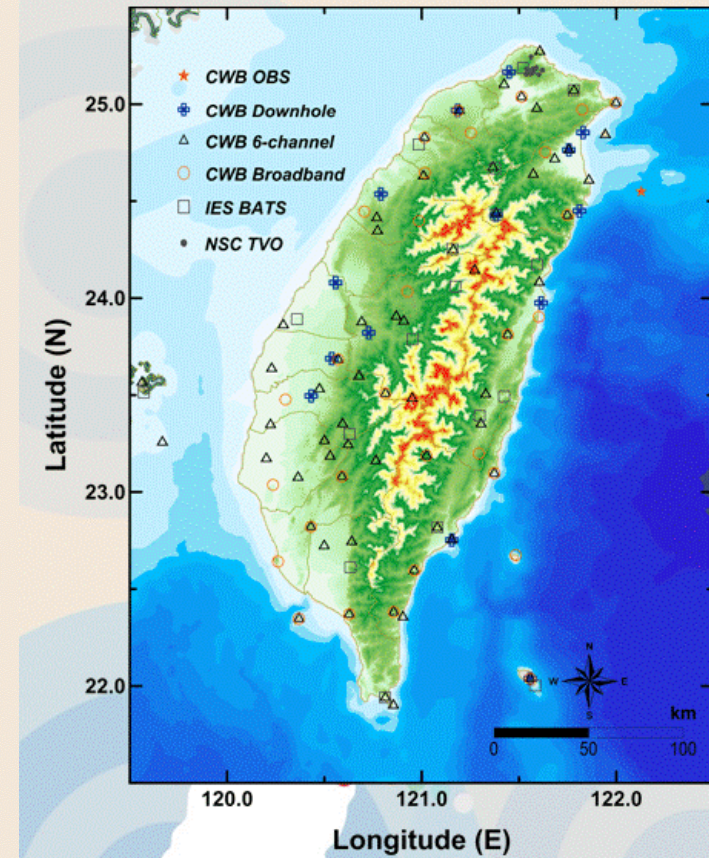 CWB OBS
CWB Downhole
CWB 6-channel
CWB Broadband
IES BATS
NSC TVO
25.0
24.0
23.0
22.0
Latitude (N)
N
W E
S
km
0 50 100
120.0 121.0 122.0
Longitude (E)